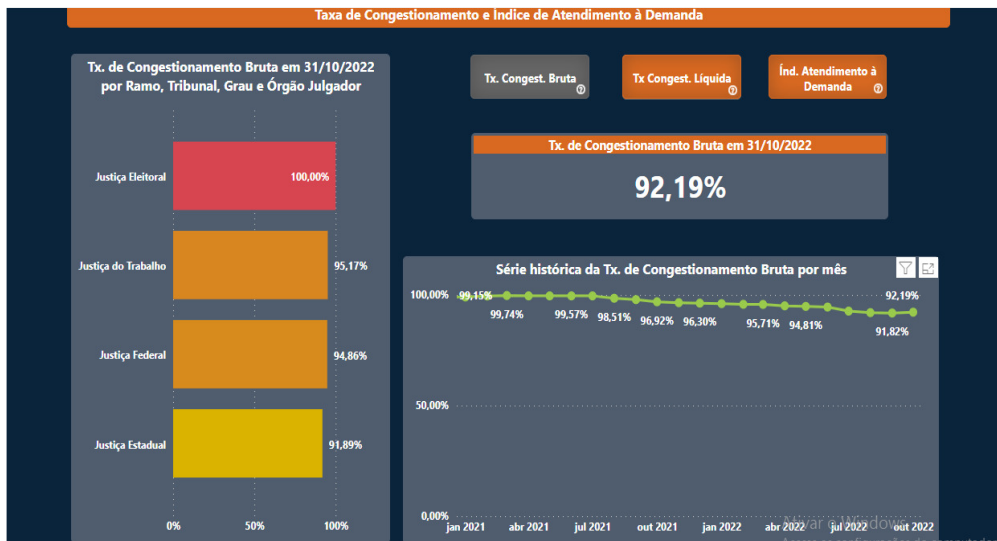 Taxa de Congestionamento e Índice de Atendimento à Demanda
Tx. de Congestionamento Bruta em 31/10/2022
por Ramo, Tribunal, Grau e Órgão Julgador
Justiça Eleitoral
100,00%
Justiça do Trabalho
95,17%
Justiça Federal
94,86%
Justiça Estadual
91,89%
0%
50%
100%
Tx. Congest. Bruta
Tx Congest. Líquida
Índ. Atendimento à
Demanda
Tx. de Congestionamento Bruta em 31/10/2022
92,19%
Série histórica da Tx. de Congestionamento Bruta por mês
100,00%
50,00%
0,00%
99,15%
99,74%
99,57%
98,51%
96,92%
96,30%
95,71%
94,81%
91,82%
92,19%
jan 2021
abr 2021
jul 2021
out 2021
jan 2022
abr 2022
jul 2022
out 2022
Ativar o Windows